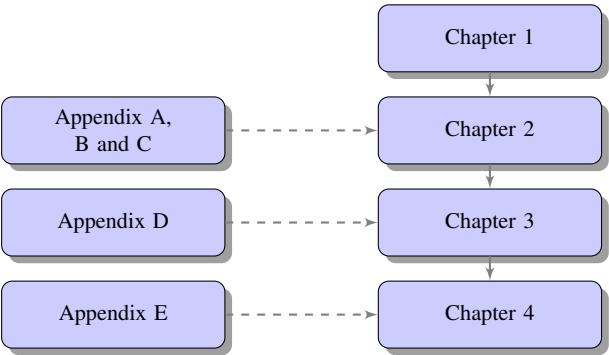 Chapter 1
Appendix A,
B and C
Chapter 2
Appendix D
Chapter 3
Appendix E
Chapter 4